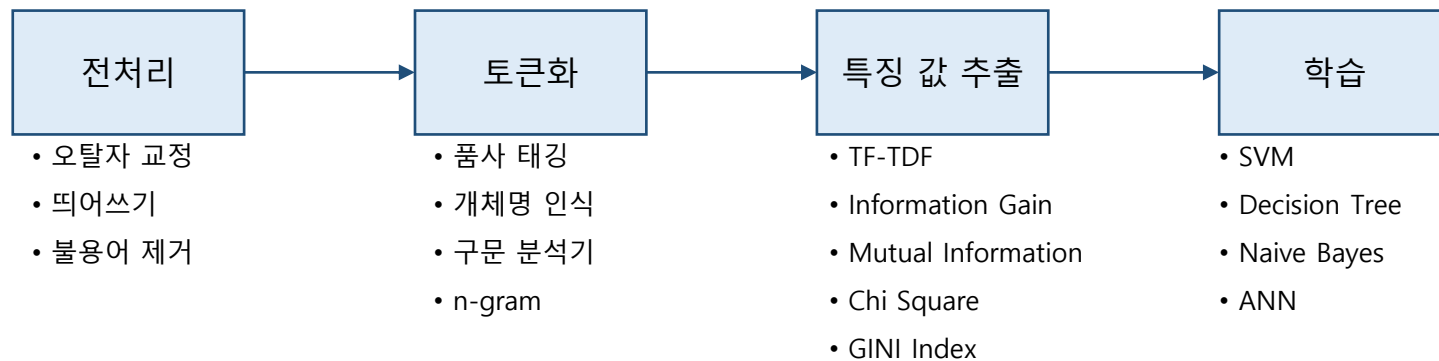 전처리
토큰화
특징 값 추출
학습
• 오탈자 교정
• 띄어쓰기
• 불용어 제거
• 품사 태깅
• 개체명 인식
• 구문 분석기
• n-gram
• TF-TDF
• Information Gain
• Mutual Information
• Chi Square
• GINI Index
• SVM
• Decision Tree
• Naive Bayes
• ANN